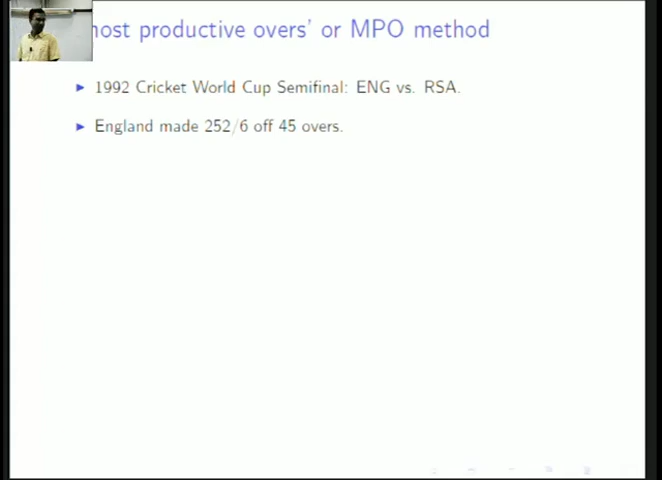 most productive overs' or MPO method
1992 Cricket World Cup Semifinal: ENG vs. RSA.
England made 252/6 off 45 overs.